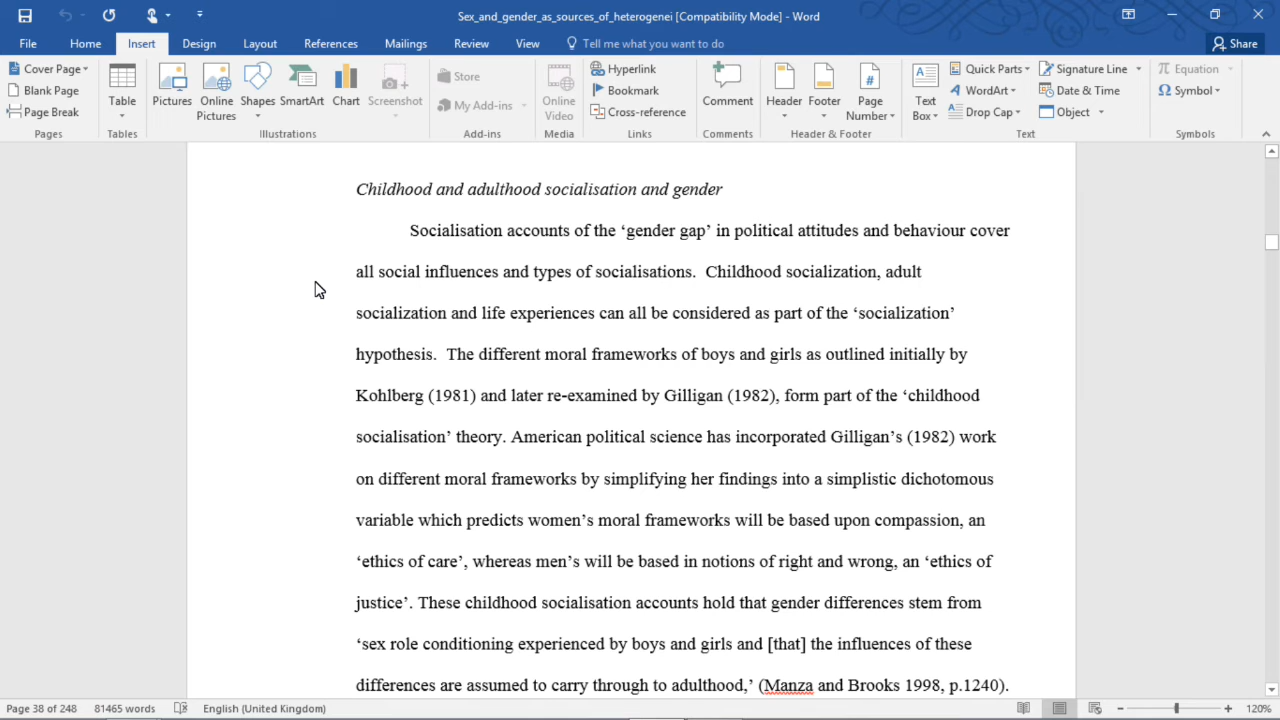 Sex_and_gender_as_sources_of_heterogenei [Compatibility Mode] - Word
File Home Insert Design Layout References Mailings Review View Tell me what you want to do Share
Cover Page
Blank Page
Page Break
Pages
Table
Tables
Pictures
Online Pictures
Shapes
SmartArt
Chart
Screenshot
Illustrations
Store
My Add-ins
Add-ins
Online Video
Media
Hyperlink
Bookmark
Cross-reference
Links
Comment
Comments
Header
Footer
Page Number
Header & Footer
Text Box
Quick Parts
WordArt
Drop Cap
Signature Line
Date & Time
Object
Text
Equation
Symbol
Symbols
Childhood and adulthood socialisation and gender
Socialisation accounts of the ‘gender gap’ in political attitudes and behaviour cover
all social influences and types of socialisations.  Childhood socialization, adult
socialization and life experiences can all be considered as part of the ‘socialization’
hypothesis.  The different moral frameworks of boys and girls as outlined initially by
Kohlberg (1981) and later re-examined by Gilligan (1982), form part of the ‘childhood
socialisation’ theory. American political science has incorporated Gilligan’s (1982) work
on different moral frameworks by simplifying her findings into a simplistic dichotomous
variable which predicts women’s moral frameworks will be based upon compassion, an
‘ethics of care’, whereas men’s will be based in notions of right and wrong, an ‘ethics of
justice’. These childhood socialisation accounts hold that gender differences stem from
‘sex role conditioning experienced by boys and girls and [that] the influences of these
differences are assumed to carry through to adulthood,’ (Manza and Brooks 1998, p.1240).
Page 38 of 248 81465 words English (United Kingdom) 120%